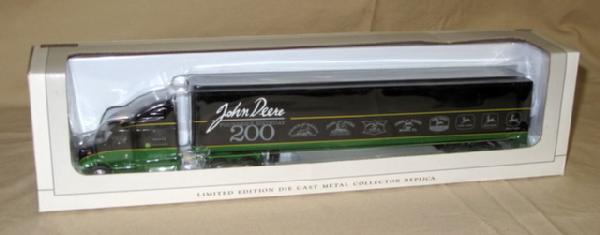 John Deere
200
LIMITED EDITION DIE CAST METAL COLLECTOR REPLICA